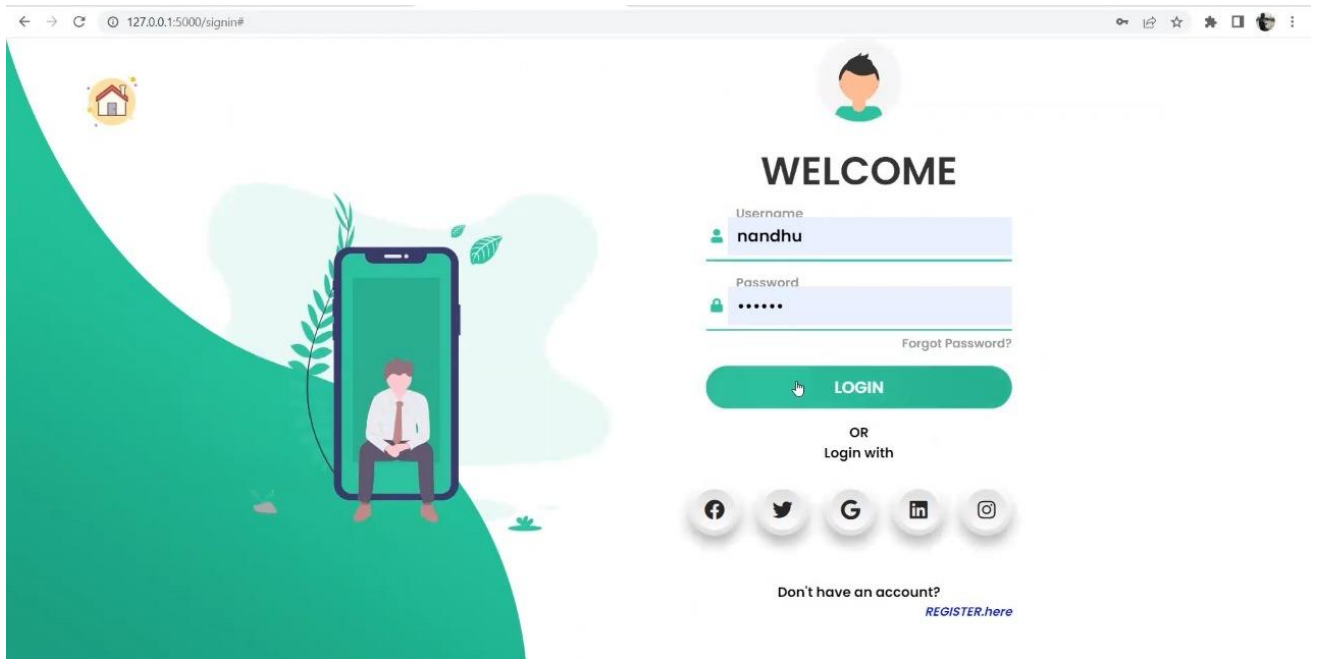 127.0.0.1:5000/signin#
WELCOME
Username
nandhu
Password
••••••
Forgot Password?
LOGIN
OR
Login with
Don't have an account?
REGISTER.here